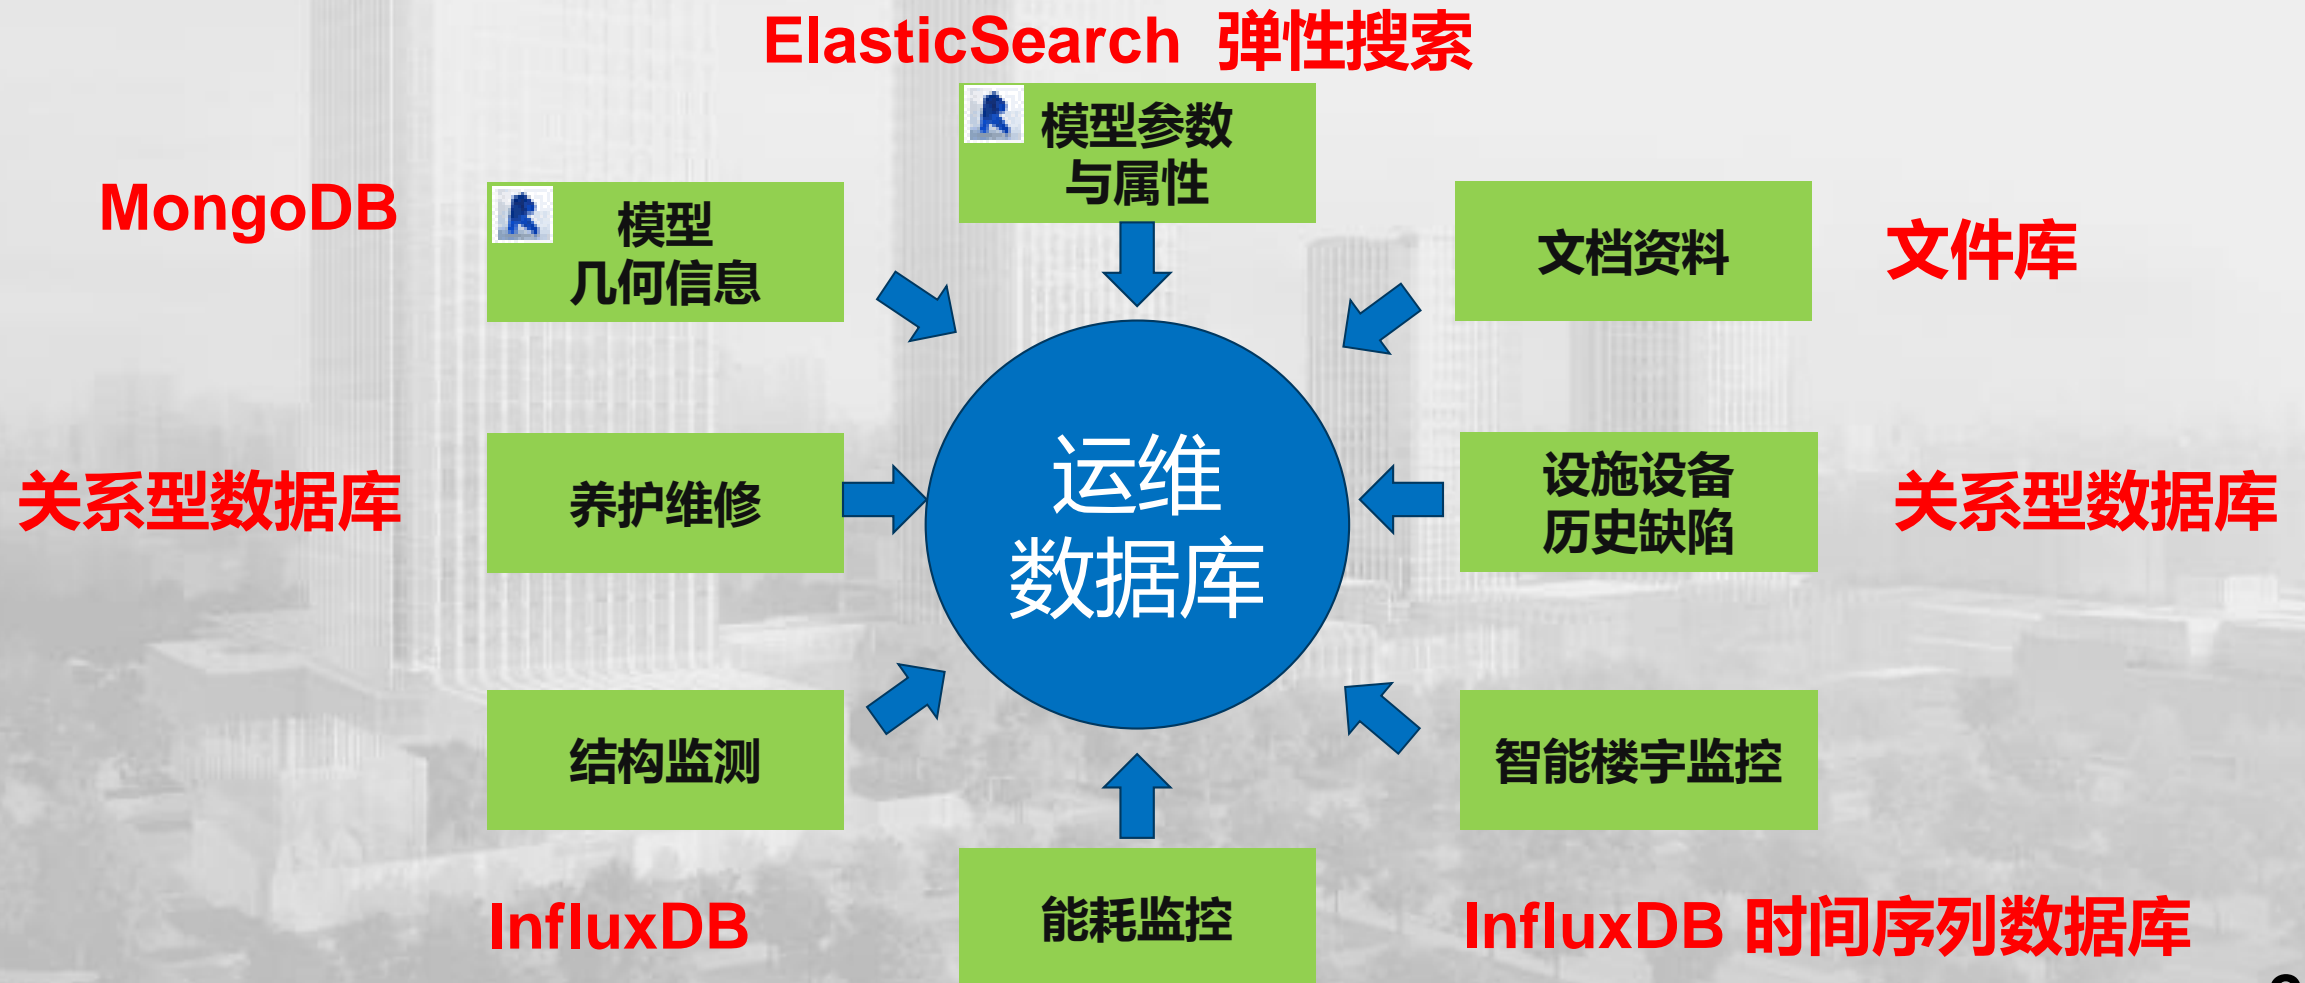 ElasticSearch 弹性搜索
模型参数
与属性
MongoDB
模型
几何信息
文档资料
文件库
关系型数据库
养护维修
运维
数据库
设施设备
历史缺陷
关系型数据库
结构监测
智能楼宇监控
InfluxDB
能耗监控
InfluxDB 时间序列数据库